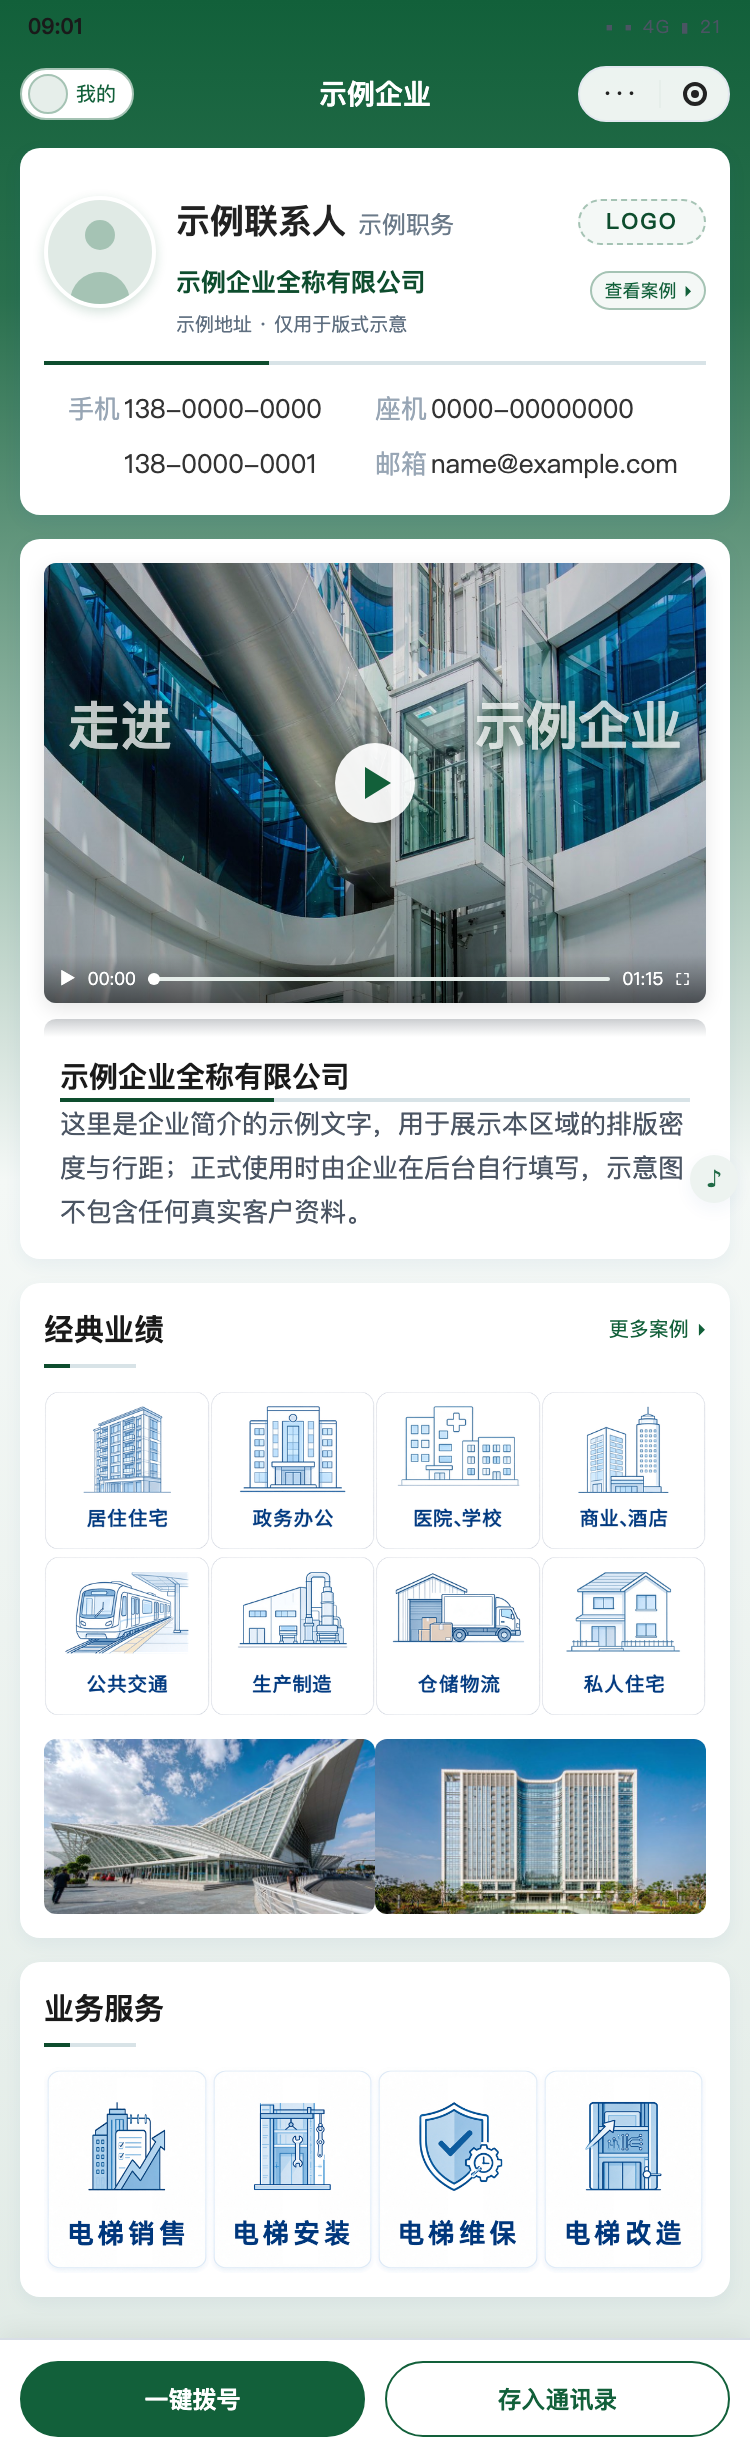 09:01
4G 21
我的
示例企业
示例联系人 示例职务
LOGO
示例企业全称有限公司
查看案例
示例地址 · 仅用于版式示意
手机 138-0000-0000
座机 0000-00000000
138-0000-0001
邮箱 name@example.com
走进 示例企业
00:00 01:15
示例企业全称有限公司
这里是企业简介的示例文字，用于展示本区域的排版密
度与行距；正式使用时由企业在后台自行填写，示意图
不包含任何真实客户资料。
经典业绩
更多案例
居住住宅 政务办公 医院、学校 商业、酒店
公共交通 生产制造 仓储物流 私人住宅
业务服务
电梯销售 电梯安装 电梯维保 电梯改造
一键拨号 存入通讯录